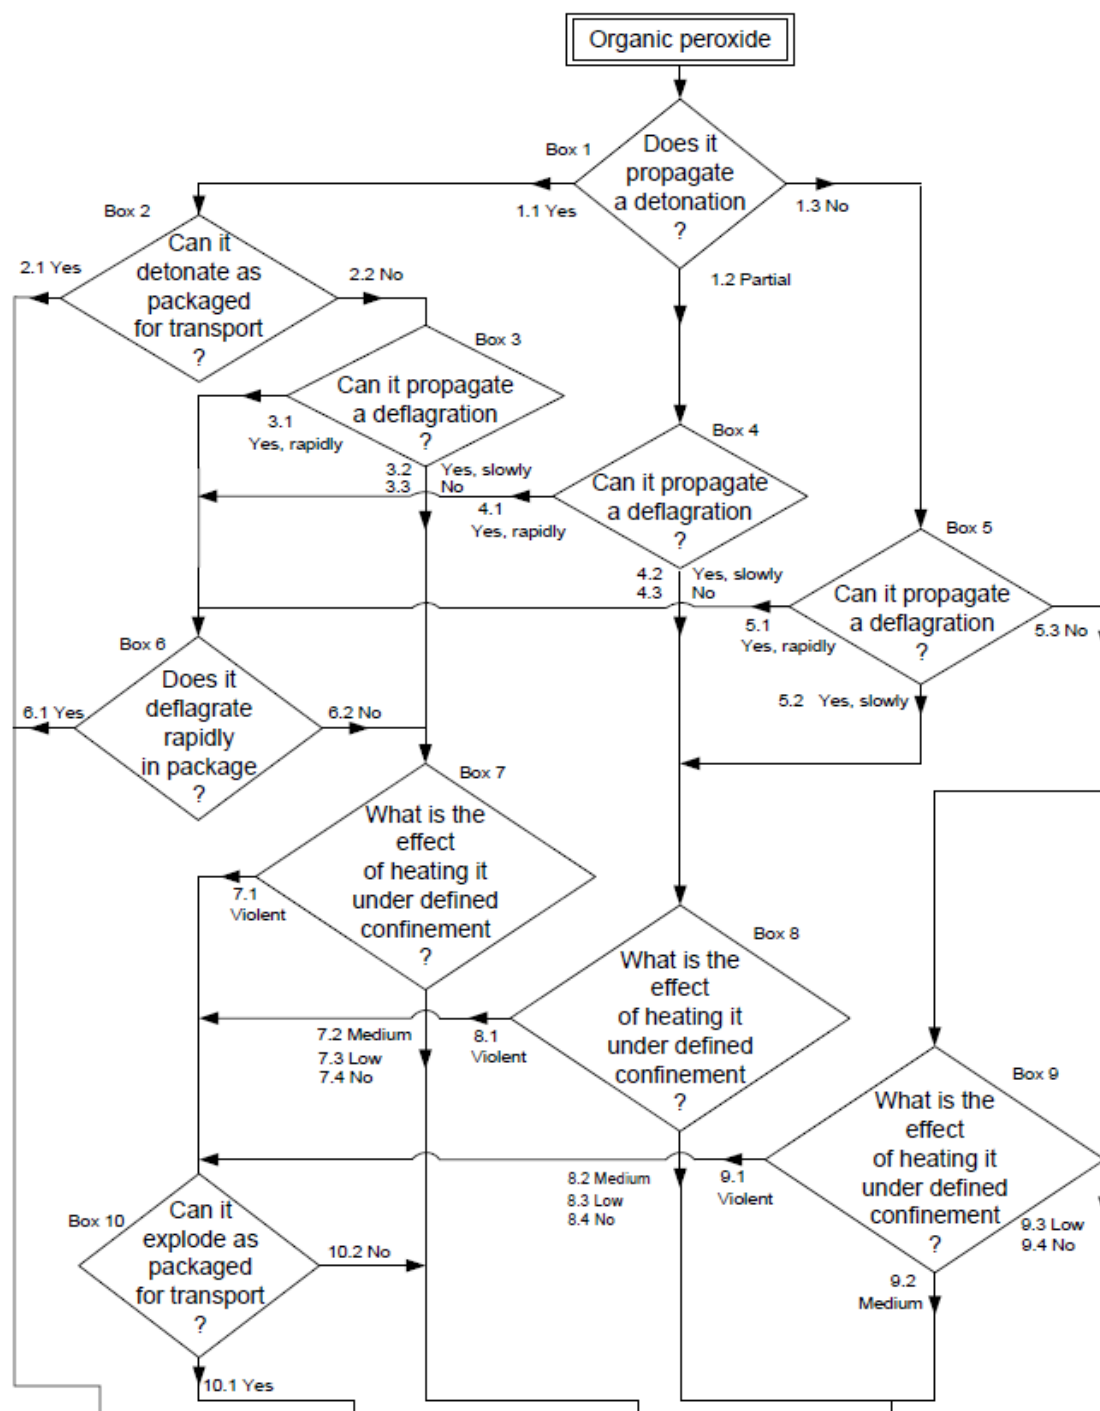 Organic peroxide
Box 1
Does it
propagate
a detonation
?
1.1 Yes
1.3 No
1.2 Partial
Box 2
Can it
detonate as
packaged
for transport
?
2.1 Yes
2.2 No
Box 3
Can it propagate
a deflagration
?
3.1
Yes, rapidly
3.2 Yes, slowly
3.3 No
Box 4
Can it propagate
a deflagration
?
4.1
Yes, rapidly
4.2 Yes, slowly
4.3 No
Box 5
Can it propagate
a deflagration
?
5.1
Yes, rapidly
5.3 No
5.2 Yes, slowly
Box 6
Does it
deflagrate
rapidly
in package
?
6.1 Yes
6.2 No
Box 7
What is the
effect
of heating it
under defined
confinement
?
7.1
Violent
7.2 Medium
7.3 Low
7.4 No
Box 8
What is the
effect
of heating it
under defined
confinement
?
8.1
Violent
8.2 Medium
8.3 Low
8.4 No
Box 9
What is the
effect
of heating it
under defined
confinement
?
9.1
Violent
9.3 Low
9.4 No
9.2
Medium
Box 10
Can it
explode as
packaged
for transport
?
10.2 No
10.1 Yes